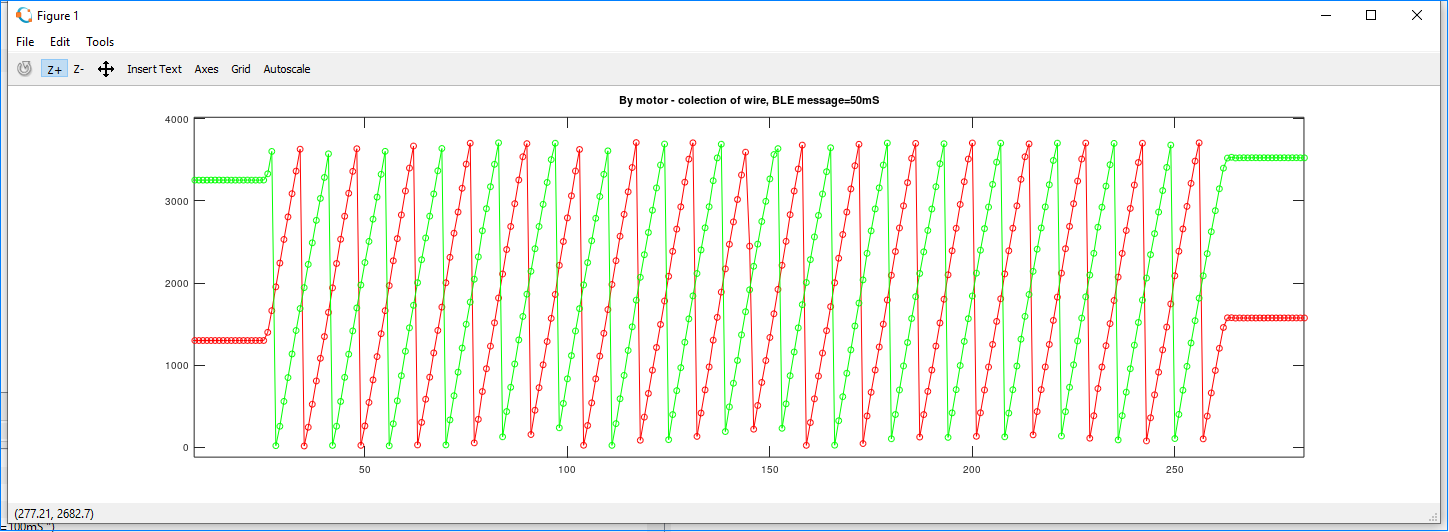 Figure 1
File Edit Tools
Z+ Z- Insert Text Axes Grid Autoscale
By motor - colection of wire, BLE message=50mS
4000
3000
2000
1000
0
50 100 150 200 250
(277.21, 2682.7)
=100mS ")